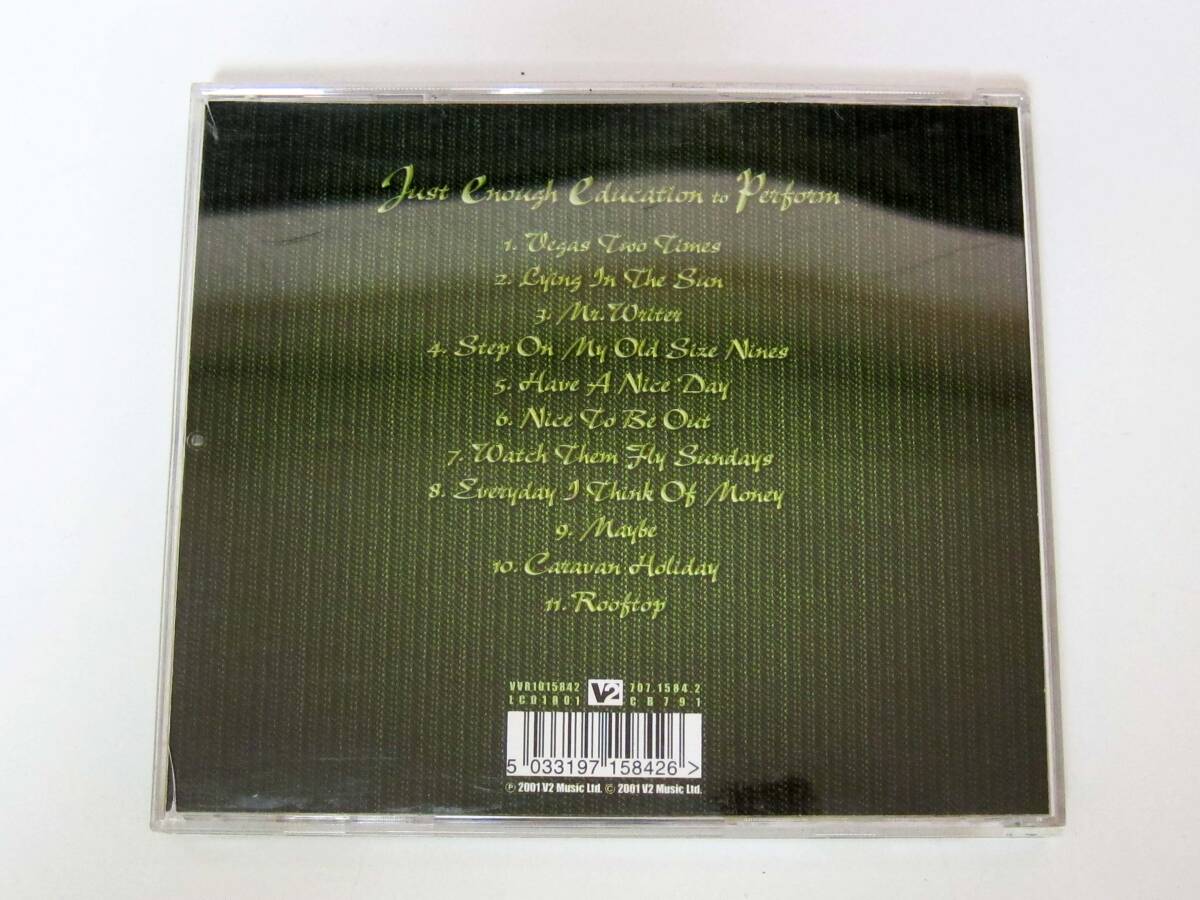 Just Enough Education to Perform
1. Vegas Two Times
2. Lying In The Sun
3. Mr. Writer
4. Step On My Old Size Nines
5. Have A Nice Day
6. Nice To Be Out
7. Watch Them Fly Sundays
8. Everyday I Think Of Money
9. Maybe
10. Caravan Holiday
11. Rooftop
VVR1015842 V2 707.1584.2
LC01801 CB791
5 033197 158426 >
℗ 2001 V2 Music Ltd. © 2001 V2 Music Ltd.